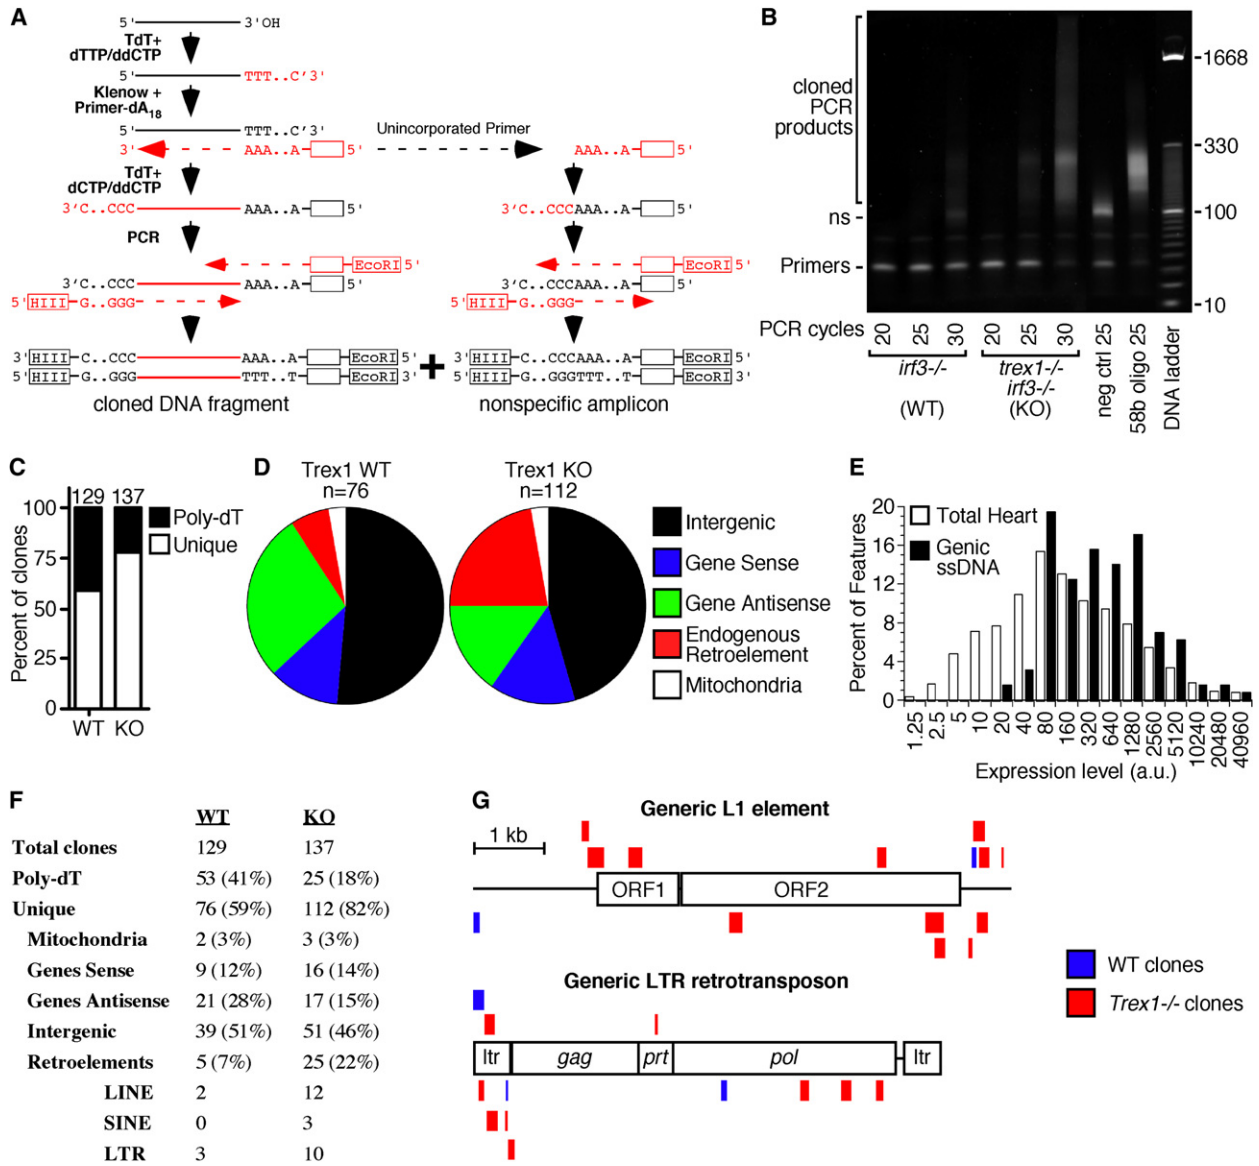 A
5' 3'OH
TdT+
dTTP/ddCTP
5' TTT..C'3'
Klenow +
Primer-dA18
5' TTT..C'3'
Unincorporated Primer
3' AAA..A 5' AAA..A 5'
TdT+
dCTP/ddCTP
3'C..CCC AAA..A 5' 3'C..CCCAAA..A 5'
PCR
EcoRI 5' EcoRI 5'
3'C..CCC AAA..A 3'C..CCCAAA..A
5' HIII G..GGG 5' HIII G..GGG
3' HIII C..CCC AAA..A EcoRI 5' + 3' HIII C..CCCAAA..A EcoRI 5'
5' HIII G..GGG TTT..T EcoRI 3' 5' HIII G..GGGTTT..T EcoRI 3'
cloned DNA fragment nonspecific amplicon
B
cloned
PCR
products
ns
Primers
1668
330
100
10
PCR cycles 20 25 30 20 25 30 neg ctrl 25 58b oligo 25 DNA ladder
irf3-/- trex1-/-
irf3-/-
(WT) (KO)
C
129 137
100
75
50
25
0
Percent of clones
WT KO
Poly-dT
Unique
D
Trex1 WT Trex1 KO
n=76 n=112
Intergenic
Gene Sense
Gene Antisense
Endogenous
Retroelement
Mitochondria
E
20
16
12
8
4
0
Percent of Features
Total Heart
Genic
ssDNA
1.25 2.5 5 10 20 40 80 160 320 640 1280 2560 5120 10240 20480 40960
Expression level (a.u.)
F
WT KO
Total clones 129 137
Poly-dT 53 (41%) 25 (18%)
Unique 76 (59%) 112 (82%)
Mitochondria 2 (3%) 3 (3%)
Genes Sense 9 (12%) 16 (14%)
Genes Antisense 21 (28%) 17 (15%)
Intergenic 39 (51%) 51 (46%)
Retroelements 5 (7%) 25 (22%)
LINE 2 12
SINE 0 3
LTR 3 10
G
Generic L1 element
1 kb
ORF1 ORF2
Generic LTR retrotransposon
ltr gag prt pol ltr
WT clones
Trex1-/- clones